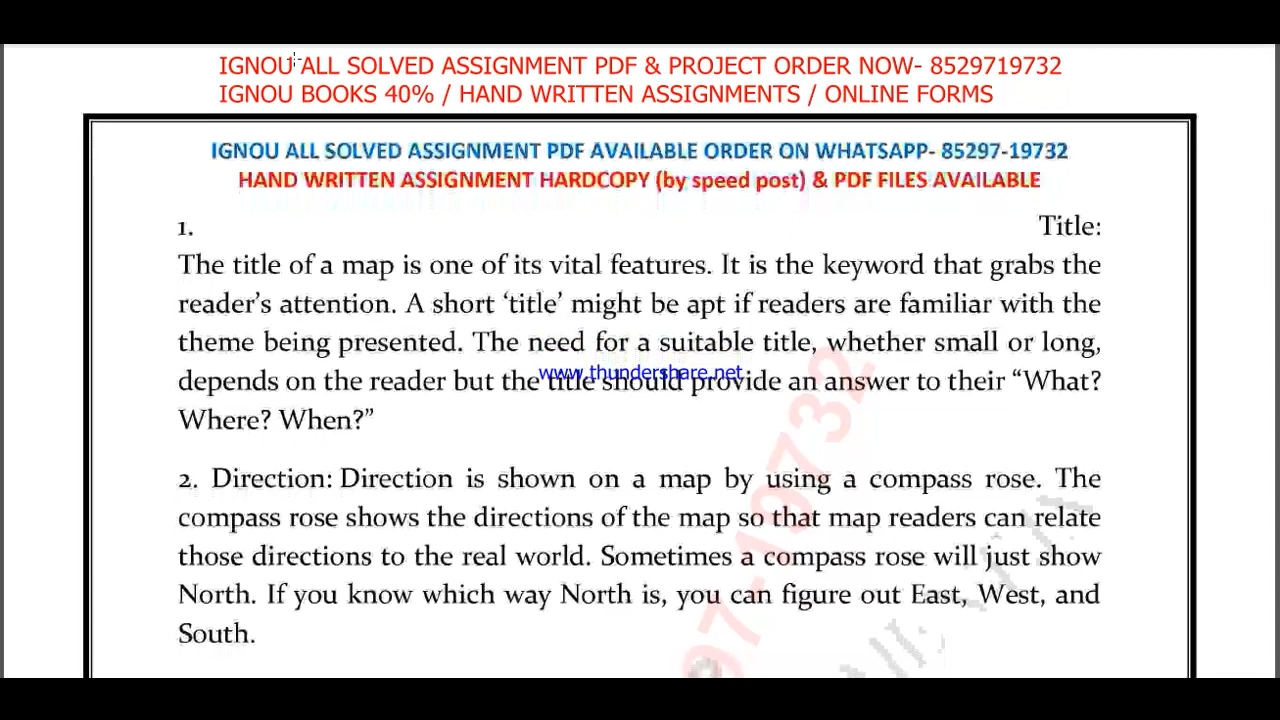 IGNOU ALL SOLVED ASSIGNMENT PDF & PROJECT ORDER NOW- 8529719732
IGNOU BOOKS 40% / HAND WRITTEN ASSIGNMENTS / ONLINE FORMS
IGNOU ALL SOLVED ASSIGNMENT PDF AVAILABLE ORDER ON WHATSAPP- 85297-19732
HAND WRITTEN ASSIGNMENT HARDCOPY (by speed post) & PDF FILES AVAILABLE
1. Title:
The title of a map is one of its vital features. It is the keyword that grabs the
reader’s attention. A short ‘title’ might be apt if readers are familiar with the
theme being presented. The need for a suitable title, whether small or long,
www.thundershare.net
depends on the reader but the title should provide an answer to their “What?
Where? When?”
2. Direction: Direction is shown on a map by using a compass rose. The
compass rose shows the directions of the map so that map readers can relate
those directions to the real world. Sometimes a compass rose will just show
North. If you know which way North is, you can figure out East, West, and
South.
97-19732